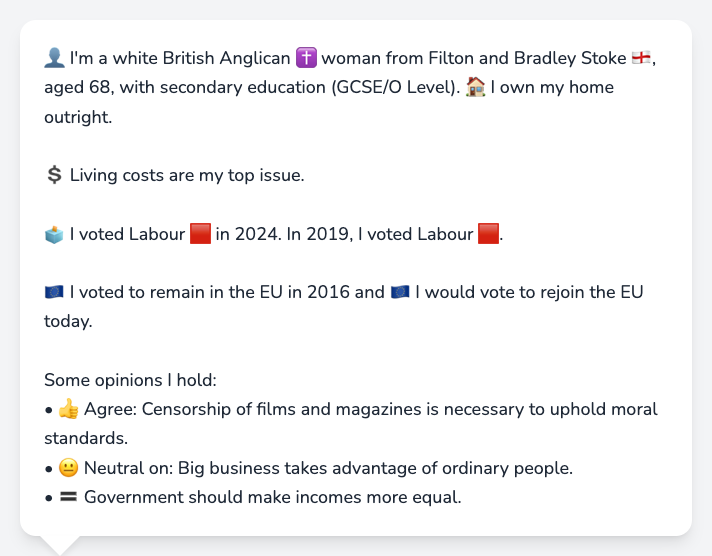 👤 I'm a white British Anglican ✝️ woman from Filton and Bradley Stoke 🏴󠁧󠁢󠁥󠁮󠁧󠁿,
aged 68, with secondary education (GCSE/O Level). 🏠 I own my home
outright.
💲 Living costs are my top issue.
🗳️ I voted Labour 🟥 in 2024. In 2019, I voted Labour 🟥.
🇪🇺 I voted to remain in the EU in 2016 and 🇪🇺 I would vote to rejoin the EU
today.
Some opinions I hold:
• 👍 Agree: Censorship of films and magazines is necessary to uphold moral
standards.
• 😐 Neutral on: Big business takes advantage of ordinary people.
• 🟰 Government should make incomes more equal.